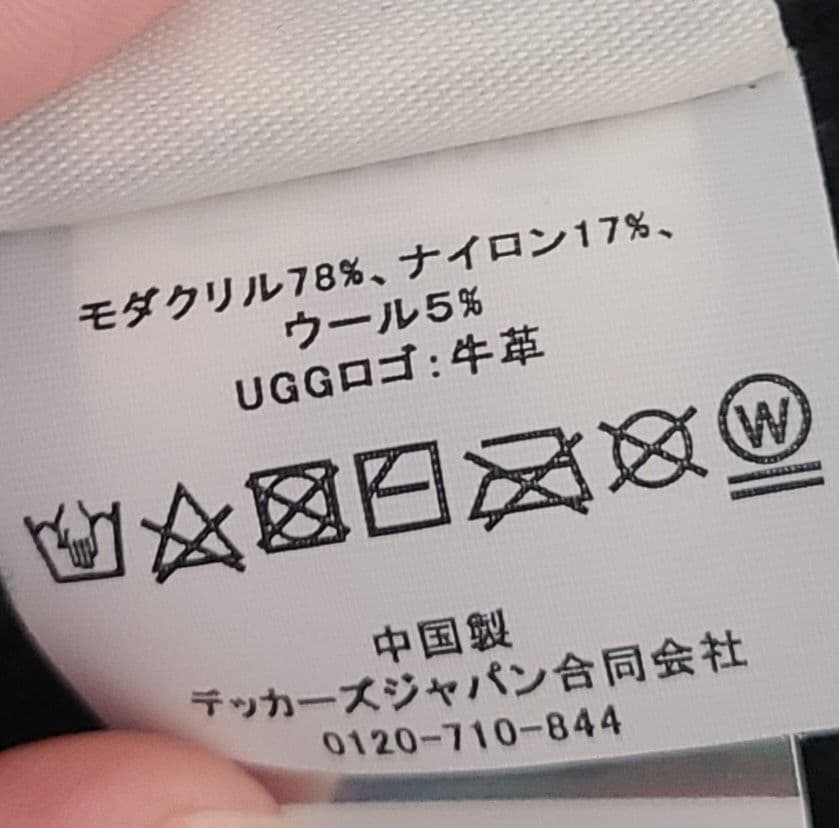 モダクリル78%、ナイロン17%、
ウール5%
UGGロゴ:牛革
W
中国製
デッカーズジャパン合同会社
0120-710-844